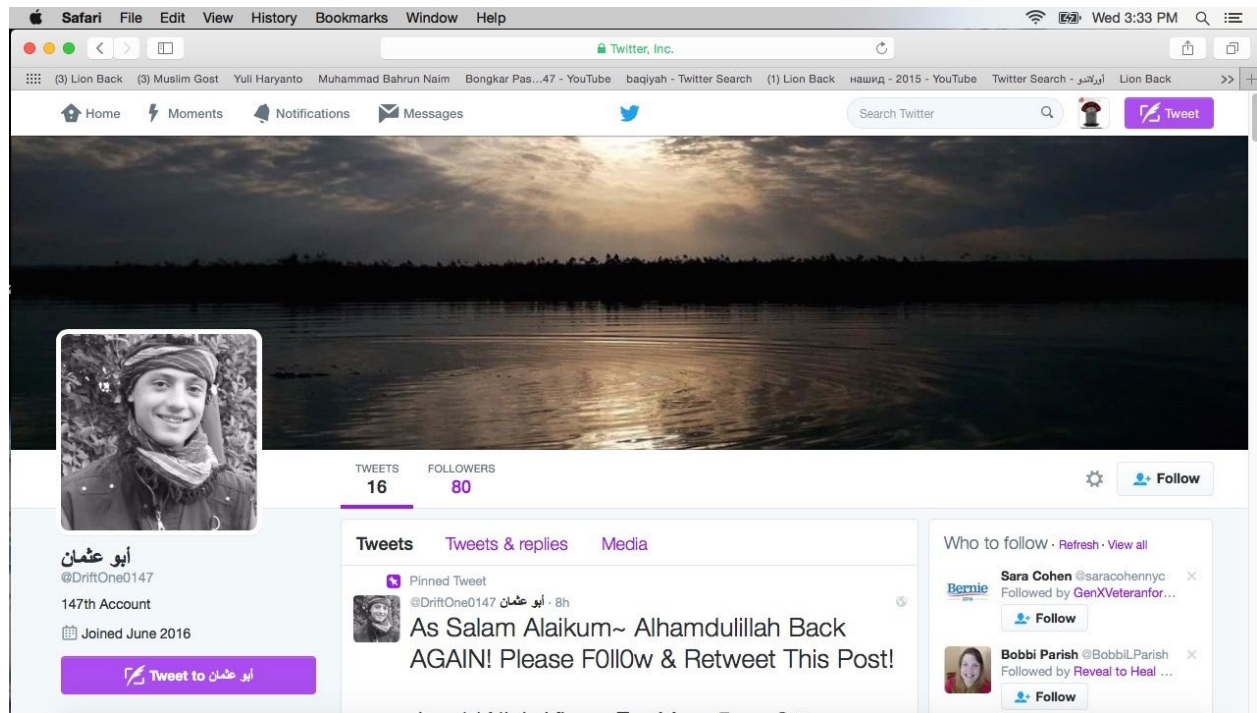 Safari File Edit View History Bookmarks Window Help Wed 3:33 PM
Twitter, Inc.
(3) Lion Back (3) Muslim Gost Yuli Haryanto Muhammad Bahrun Naim Bongkar Pas...47 - YouTube baqiyah - Twitter Search (1) Lion Back нашид - 2015 - YouTube Twitter Search - أورلاندو Lion Back >>
Home Moments Notifications Messages Search Twitter Tweet
TWEETS FOLLOWERS
16 80
Follow
أبو عثمان
@DriftOne0147
147th Account
Joined June 2016
Tweet to أبو عثمان
Tweets Tweets & replies Media
Pinned Tweet
@DriftOne0147 أبو عثمان · 8h
As Salam Alaikum~ Alhamdulillah Back
AGAIN! Please F0ll0w & Retweet This Post!
Who to follow · Refresh · View all
Bernie
Sara Cohen @saracohennyc
Followed by GenXVeteranfor...
Follow
Bobbi Parish @BobbiLParish
Followed by Reveal to Heal ...
Follow